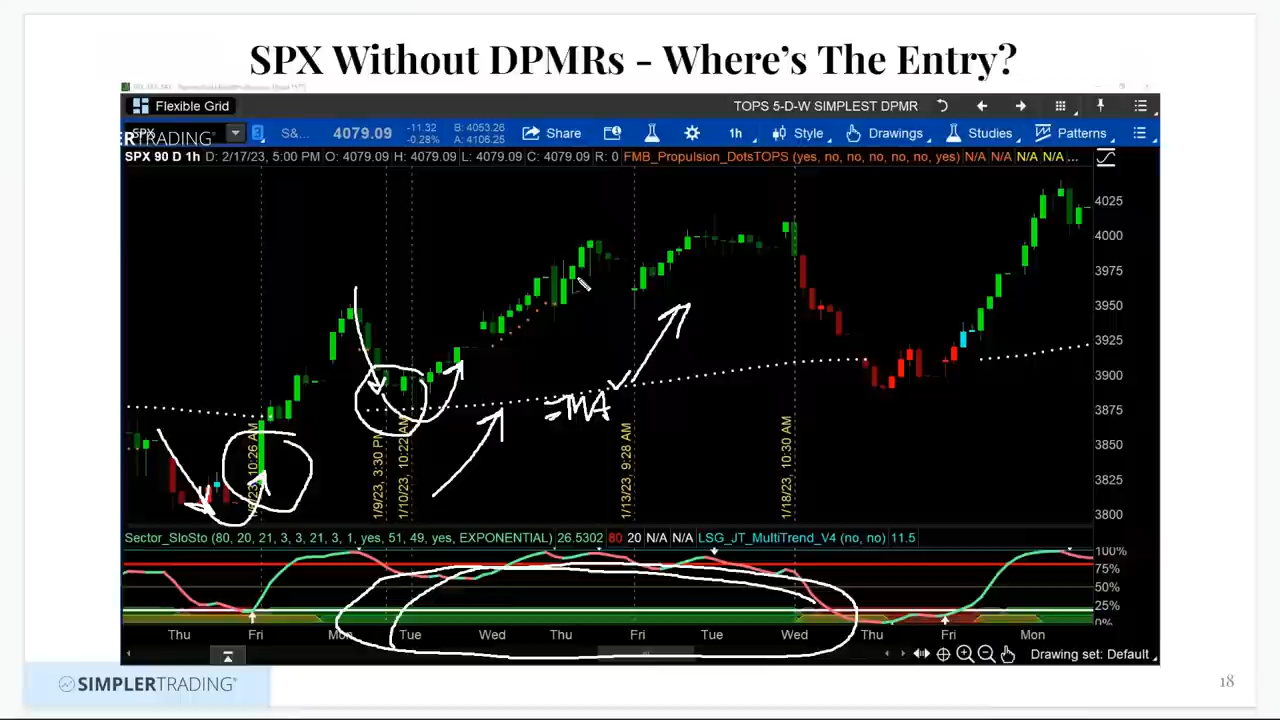 SPX Without DPMRs - Where's The Entry?
Flexible Grid
TOPS 5-D-W SIMPLEST DPMR
ERTRADING®
3
S&...
4079.09
-11.32
-0.28%
B: 4053.26
A: 4106.25
Share
1h
Style
Drawings
Studies
Patterns
SPX 90 D 1h D: 2/17/23, 5:00 PM O: 4079.09 H: 4079.09 L: 4079.09 C: 4079.09 R: 0 FMB_Propulsion_DotsTOPS (yes, no, no, no, no, no, yes) N/A N/A N/A N/A ...
4025
4000
3975
3950
3925
3900
3875
3850
3825
3800
10:26 AM
1/9/23, 3:30 PM
1/10/23, 10:22 AM
1/13/23, 9:28 AM
1/18/23, 10:30 AM
MA
Sector_SloSto (80, 20, 21, 3, 3, 21, 3, 1, yes, 51, 49, yes, EXPONENTIAL) 26.5302 80 20 N/A N/A LSG_JT_MultiTrend_V4 (no, no) 11.5
100%
75%
50%
25%
0%
Thu Fri Mon Tue Wed Thu Fri Tue Wed Thu Fri Mon
Drawing set: Default
SIMPLERTRADING®
18